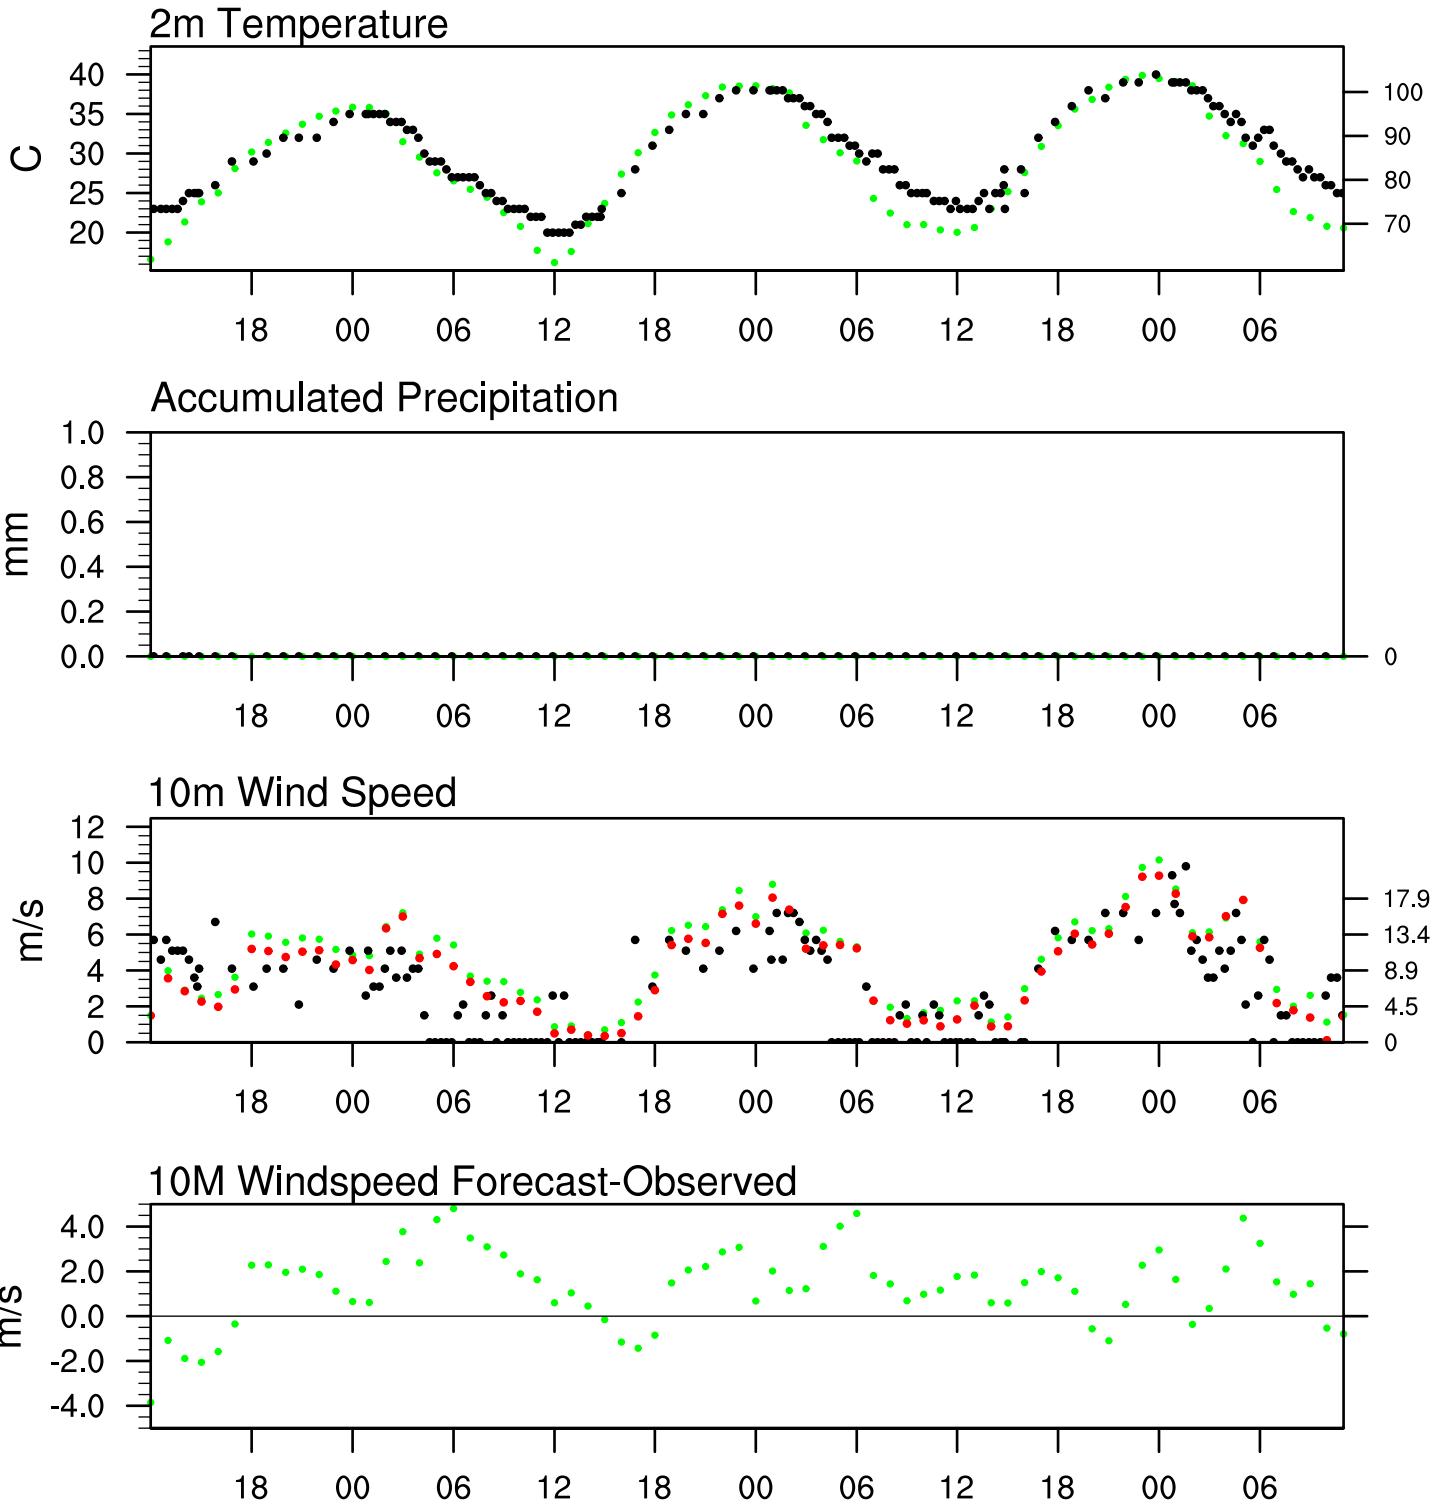 2m Temperature
40
35
30
25
20
C
100
90
80
70
18 00 06 12 18 00 06 12 18 00 06
Accumulated Precipitation
1.0
0.8
0.6
0.4
0.2
0.0
mm
0
18 00 06 12 18 00 06 12 18 00 06
10m Wind Speed
12
10
8
6
4
2
0
m/s
17.9
13.4
8.9
4.5
0
18 00 06 12 18 00 06 12 18 00 06
10M Windspeed Forecast-Observed
4.0
2.0
0.0
-2.0
-4.0
m/s
18 00 06 12 18 00 06 12 18 00 06